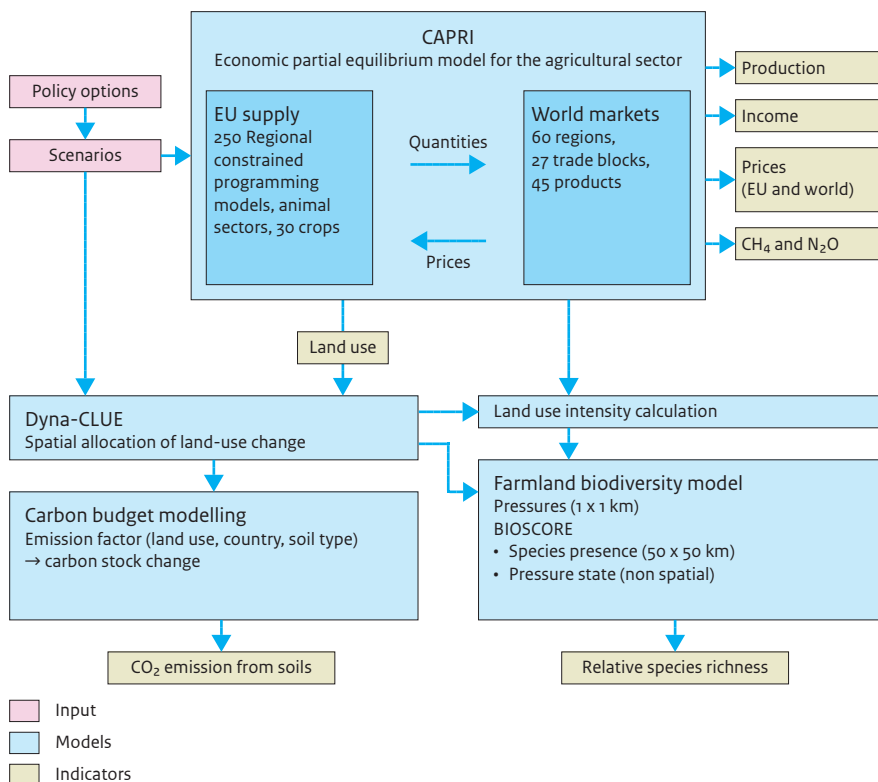 CAPRI
Economic partial equilibrium model for the agricultural sector
Policy options
Scenarios
EU supply
250 Regional
constrained
programming
models, animal
sectors, 30 crops
Quantities
Prices
World markets
60 regions,
27 trade blocks,
45 products
Production
Income
Prices
(EU and world)
CH₄ and N₂O
Land use
Dyna-CLUE
Spatial allocation of land-use change
Land use intensity calculation
Carbon budget modelling
Emission factor (land use, country, soil type)
→ carbon stock change
Farmland biodiversity model
Pressures (1 x 1 km)
BIOSCORE
• Species presence (50 x 50 km)
• Pressure state (non spatial)
CO₂ emission from soils
Relative species richness
Input
Models
Indicators